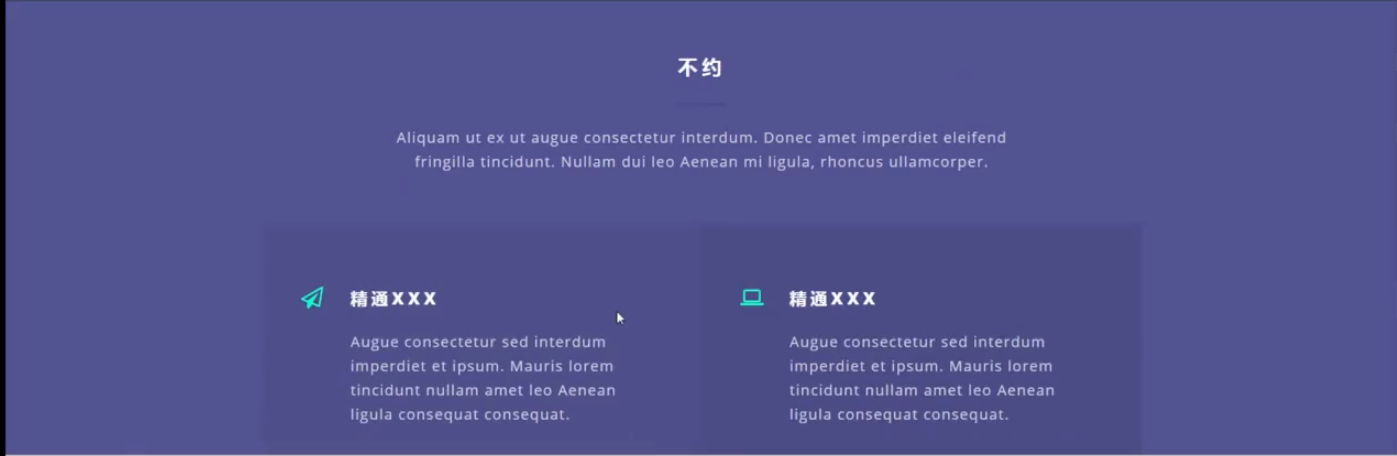 不约
Aliquam ut ex ut augue consectetur interdum. Donec amet imperdiet eleifend
fringilla tincidunt. Nullam dui leo Aenean mi ligula, rhoncus ullamcorper.
精通XXX
Augue consectetur sed interdum
imperdiet et ipsum. Mauris lorem
tincidunt nullam amet leo Aenean
ligula consequat consequat.
精通XXX
Augue consectetur sed interdum
imperdiet et ipsum. Mauris lorem
tincidunt nullam amet leo Aenean
ligula consequat consequat.